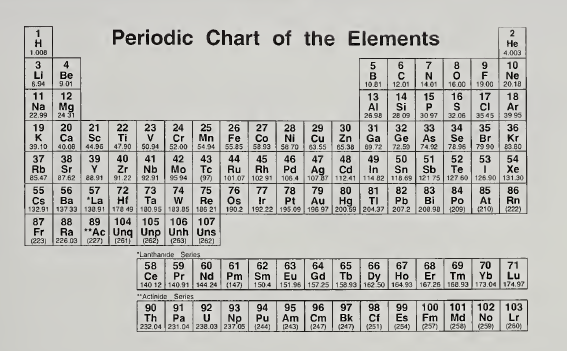 Periodic Chart of the Elements
1 2
H He
1.008 4.003
3 4 5 6 7 8 9 10
Li Be B C N O F Ne
6.94 9.01 10.81 12.01 14.01 16.00 19.00 20.18
11 12 13 14 15 16 17 18
Na Mg Al Si P S Cl Ar
22.99 24.31 26.98 28.09 30.97 32.06 35.45 39.95
19 20 21 22 23 24 25 26 27 28 29 30 31 32 33 34 35 36
K Ca Sc Ti V Cr Mn Fe Co Ni Cu Zn Ga Ge As Se Br Kr
39.10 40.08 44.96 47.90 50.94 52.00 54.94 55.85 58.93 58.70 63.55 65.38 69.72 72.59 74.92 78.96 79.90 83.80
37 38 39 40 41 42 43 44 45 46 47 48 49 50 51 52 53 54
Rb Sr Y Zr Nb Mo Tc Ru Rh Pd Ag Cd In Sn Sb Te I Xe
85.47 87.62 88.91 91.22 92.91 95.94 (97) 101.07 102.91 106.4 107.87 112.41 114.82 118.69 121.75 127.60 126.90 131.30
55 56 57 72 73 74 75 76 77 78 79 80 81 82 83 84 85 86
Cs Ba *La Hf Ta W Re Os Ir Pt Au Hg Tl Pb Bi Po At Rn
132.91 137.33 138.91 178.49 180.95 183.85 186.21 190.2 192.22 195.09 196.97 200.59 204.37 207.2 208.98 (209) (210) (222)
87 88 89 104 105 106 107
Fr Ra **Ac Unq Unp Unh Uns
(223) 226.03 (227) (261) (262) (263) (262)
*Lanthanide Series
58 59 60 61 62 63 64 65 66 67 68 69 70 71
Ce Pr Nd Pm Sm Eu Gd Tb Dy Ho Er Tm Yb Lu
140.12 140.91 144.24 (147) 150.4 151.96 157.25 158.93 162.50 164.93 167.26 168.93 173.04 174.97
**Actinide Series
90 91 92 93 94 95 96 97 98 99 100 101 102 103
Th Pa U Np Pu Am Cm Bk Cf Es Fm Md No Lr
232.04 231.04 238.03 237.05 (244) (243) (247) (247) (251) (254) (257) (258) (259) (260)